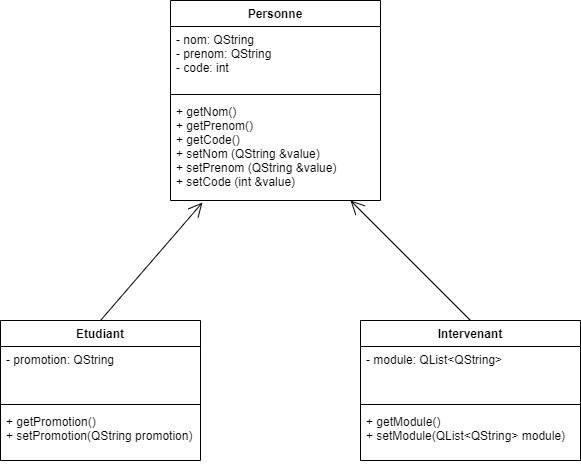 Personne
- nom: QString
- prenom: QString
- code: int
+ getNom()
+ getPrenom()
+ getCode()
+ setNom (QString &value)
+ setPrenom (QString &value)
+ setCode (int &value)
Etudiant
- promotion: QString
+ getPromotion()
+ setPromotion(QString promotion)
Intervenant
- module: QList<QString>
+ getModule()
+ setModule(QList<QString> module)